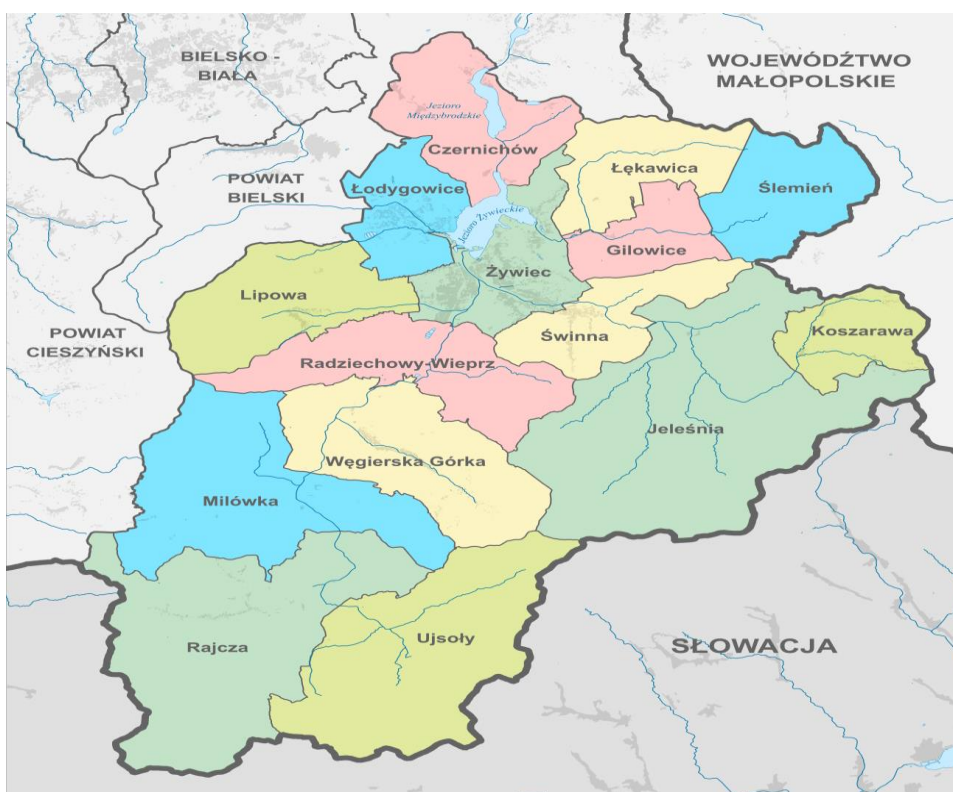 BIELSKO -
BIAŁA
WOJEWÓDŹTWO
MAŁOPOLSKIE
Jezioro
Międzybrodzkie
Czernichów
POWIAT
BIELSKI
Łodygowice
Łękawica
Ślemień
Jezioro Żywieckie
Gilowice
Żywiec
Lipowa
POWIAT
CIESZYŃSKI
Świnna
Koszarawa
Radziechowy-Wieprz
Jeleśnia
Węgierska Górka
Milówka
Rajcza
Ujsoły
SŁOWACJA